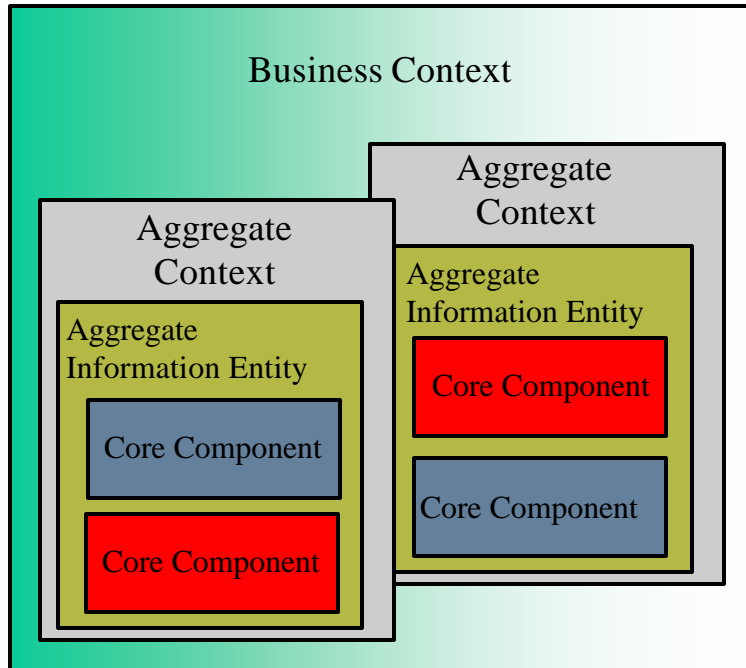 Business Context
Aggregate
Context
Aggregate
Information Entity
Core Component
Core Component
Aggregate
Context
Aggregate
Information Entity
Core Component
Core Component